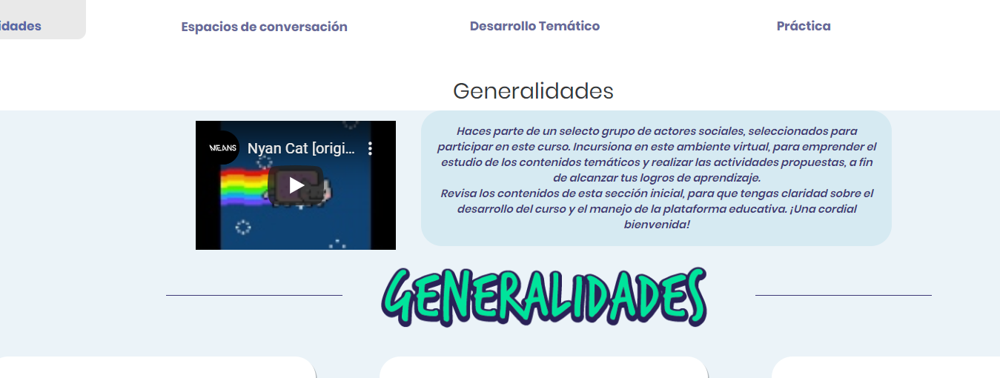 idades
Espacios de conversación
Desarrollo Temático
Práctica
Generalidades
MEANS
Nyan Cat [origi...
Haces parte de un selecto grupo de actores sociales, seleccionados para
participar en este curso. Incursiona en este ambiente virtual, para emprender el
estudio de los contenidos temáticos y realizar las actividades propuestas, a fin
de alcanzar tus logros de aprendizaje.
Revisa los contenidos de esta sección inicial, para que tengas claridad sobre el
desarrollo del curso y el manejo de la plataforma educativa. ¡Una cordial
bienvenida!
GENERALIDADES